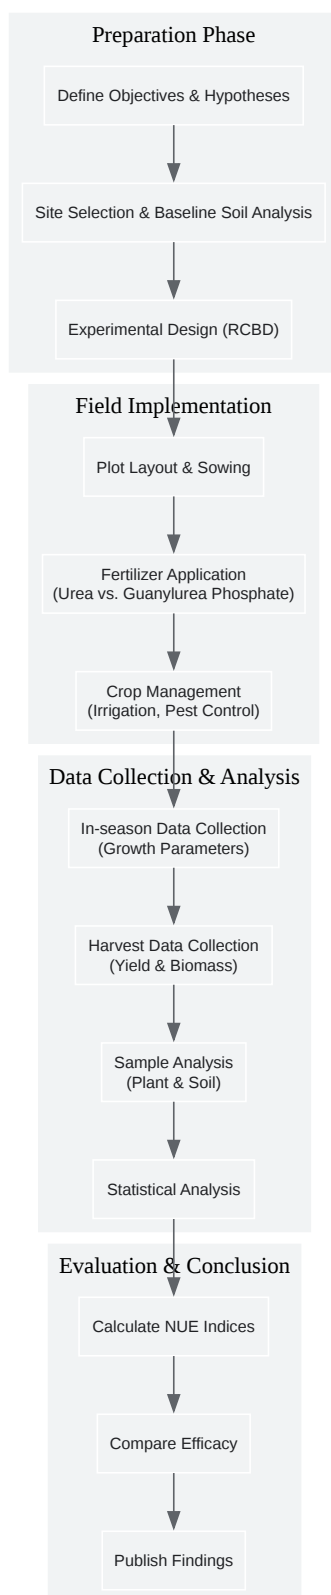 Preparation Phase
Define Objectives & Hypotheses
Site Selection & Baseline Soil Analysis
Experimental Design (RCBD)
Field Implementation
Plot Layout & Sowing
Fertilizer Application
(Urea vs. Guanylurea Phosphate)
Crop Management
(Irrigation, Pest Control)
Data Collection & Analysis
In-season Data Collection
(Growth Parameters)
Harvest Data Collection
(Yield & Biomass)
Sample Analysis
(Plant & Soil)
Statistical Analysis
Evaluation & Conclusion
Calculate NUE Indices
Compare Efficacy
Publish Findings